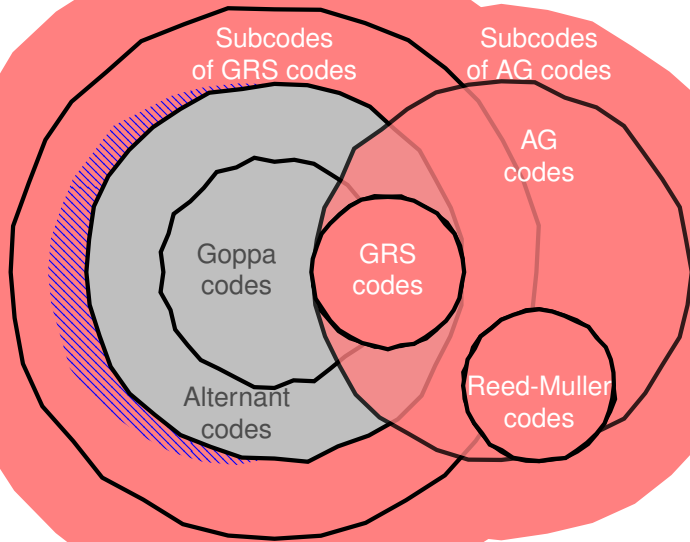 Subcodes
of GRS codes
Subcodes
of AG codes
AG
codes
Goppa
codes
GRS
codes
Alternant
codes
Reed-Muller
codes